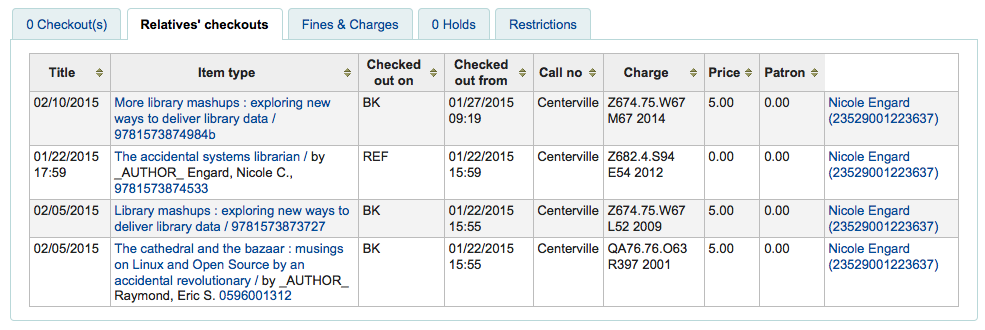 0 Checkout(s) Relatives' checkouts Fines & Charges 0 Holds Restrictions
Title Item type Checked out on Checked out from Call no Charge Price Patron
02/10/2015 More library mashups : exploring new ways to deliver library data / 9781573874984b BK 01/27/2015 09:19 Centerville Z674.75.W67 M67 2014 5.00 0.00 Nicole Engard (23529001223637)
01/22/2015 17:59 The accidental systems librarian / by _AUTHOR_ Engard, Nicole C., 9781573874533 REF 01/22/2015 15:59 Centerville Z682.4.S94 E54 2012 0.00 0.00 Nicole Engard (23529001223637)
02/05/2015 Library mashups : exploring new ways to deliver library data / 9781573873727 BK 01/22/2015 15:55 Centerville Z674.75.W67 L52 2009 5.00 0.00 Nicole Engard (23529001223637)
02/05/2015 The cathedral and the bazaar : musings on Linux and Open Source by an accidental revolutionary / by _AUTHOR_ Raymond, Eric S. 0596001312 BK 01/22/2015 15:55 Centerville QA76.76.O63 R397 2001 5.00 0.00 Nicole Engard (23529001223637)